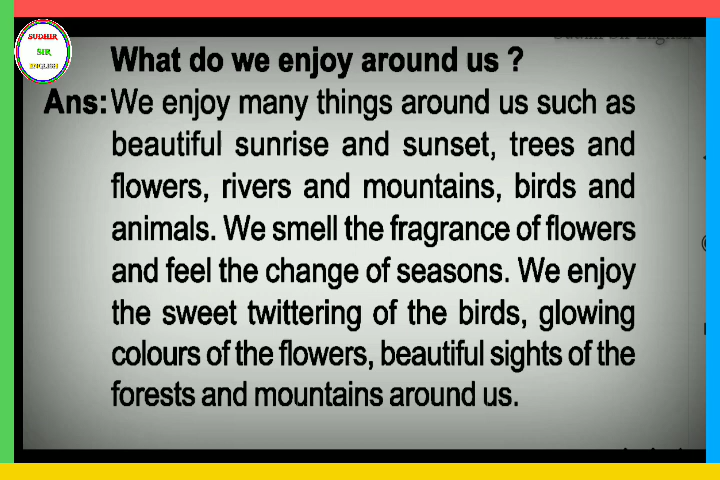 SUDHIR
SIR
ENGLISH
What do we enjoy around us ?
Ans: We enjoy many things around us such as
beautiful sunrise and sunset, trees and
flowers, rivers and mountains, birds and
animals. We smell the fragrance of flowers
and feel the change of seasons. We enjoy
the sweet twittering of the birds, glowing
colours of the flowers, beautiful sights of the
forests and mountains around us.